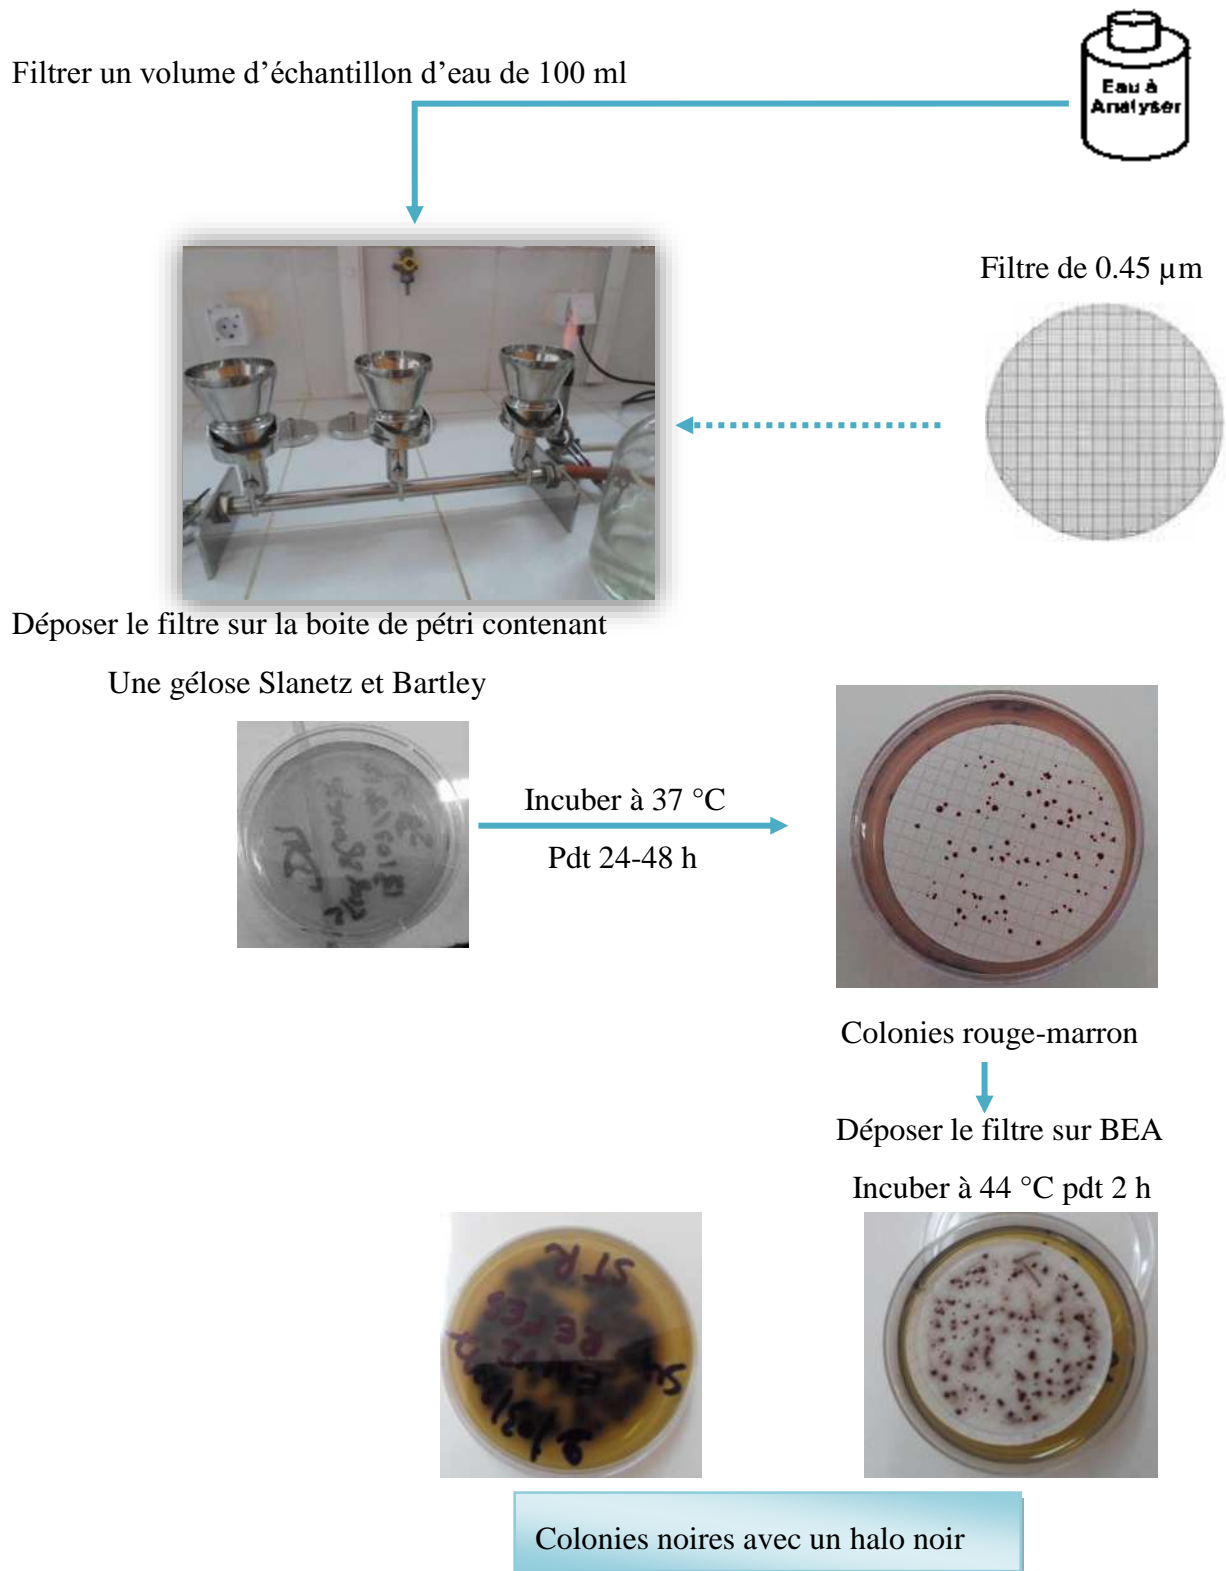 Filtrer un volume d'échantillon d'eau de 100 ml
Eau à
Analyser
Filtre de 0.45 µm
Déposer le filtre sur la boite de pétri contenant
Une gélose Slanetz et Bartley
Incuber à 37 °C
Pdt 24-48 h
Colonies rouge-marron
Déposer le filtre sur BEA
Incuber à 44 °C pdt 2 h
STR
Colonies noires avec un halo noir